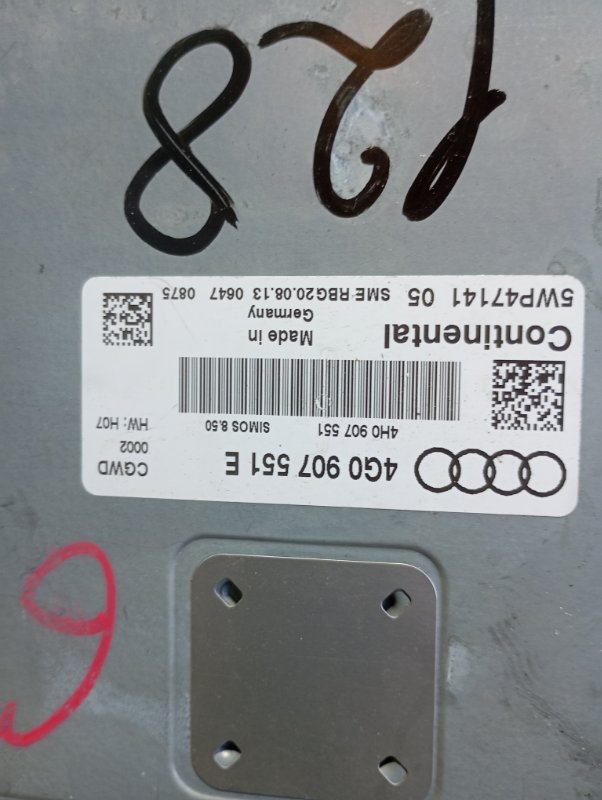 4G0 907 551 E
CGWD
0002
4H0 907 551 SIMOS 8.50 HW: H07
Continental
Made in
Germany
5WP47141 05 SME RBG20.08.13 0647 0875
128